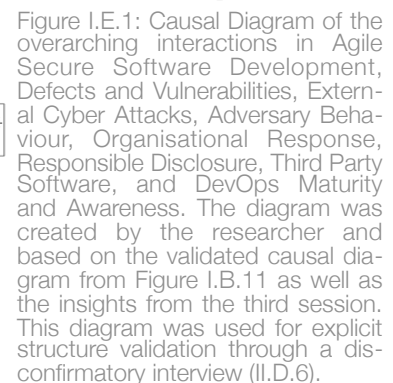 Figure I.E.1: Causal Diagram of the
overarching interactions in Agile
Secure Software Development,
Defects and Vulnerabilities, Extern-
al Cyber Attacks, Adversary Beha-
viour, Organisational Response,
Responsible Disclosure, Third Party
Software, and DevOps Maturity
and Awareness. The diagram was
created by the researcher and
based on the validated causal dia-
gram from Figure I.B.11 as well as
the insights from the third session.
This diagram was used for explicit
structure validation through a dis-
confirmatory interview (II.D.6).